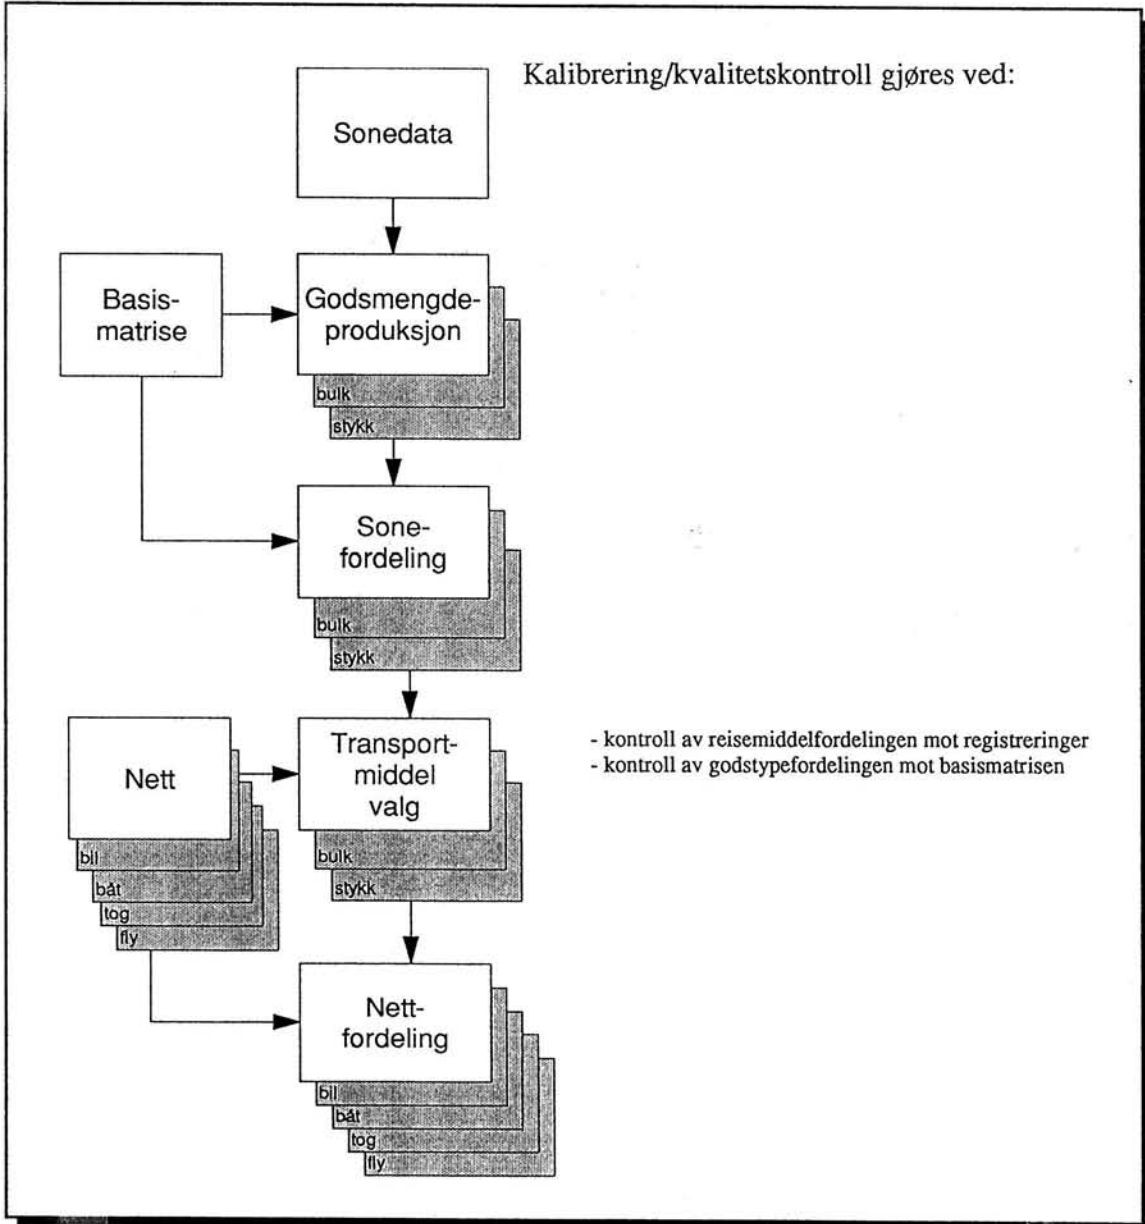 Kalibrering/kvalitetskontroll gjøres ved:
Sonedata
Basis-
matrise
Godsmengde-
produksjon
bulk
stykk
Sone-
fordeling
bulk
stykk
Nett
bil
båt
tog
fly
Transport-
middel
valg
bulk
stykk
- kontroll av reisemiddelfordelingen mot registreringer
- kontroll av godstypefordelingen mot basismatrisen
Nett-
fordeling
bil
båt
tog
fly